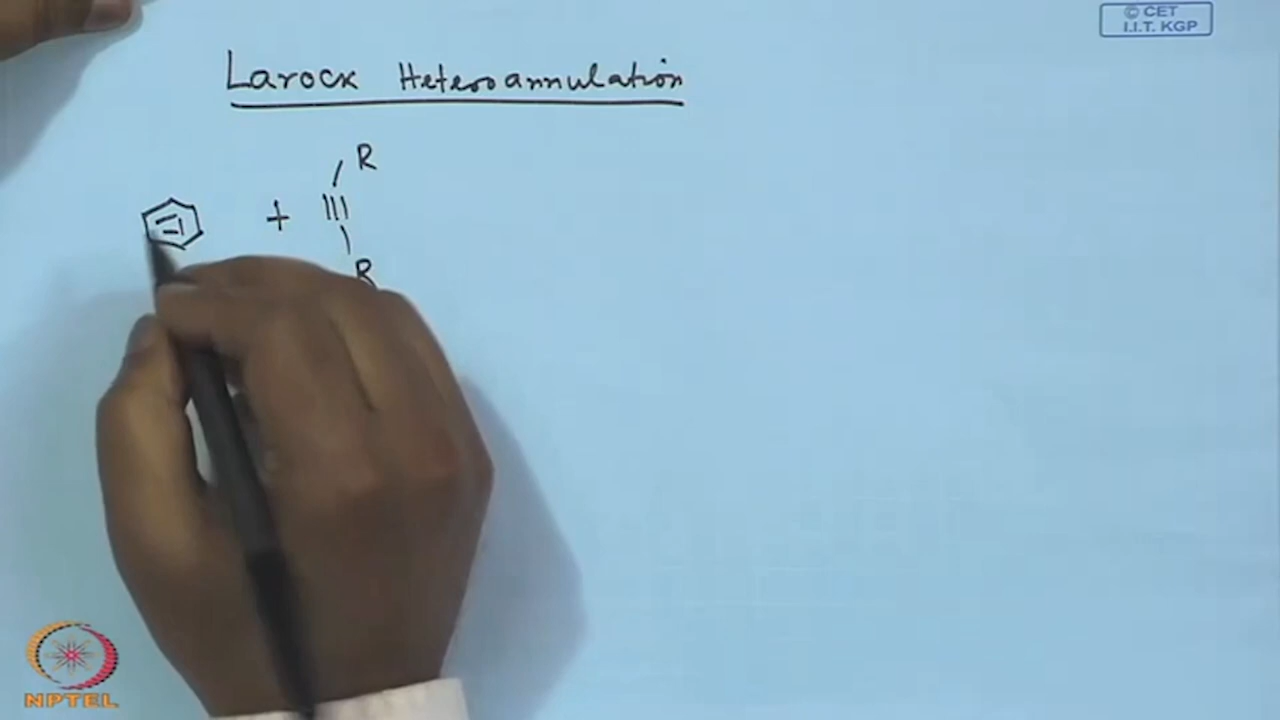 © CET
I.I.T. KGP
Larock Heteroannulation
R
+
R
NPTEL